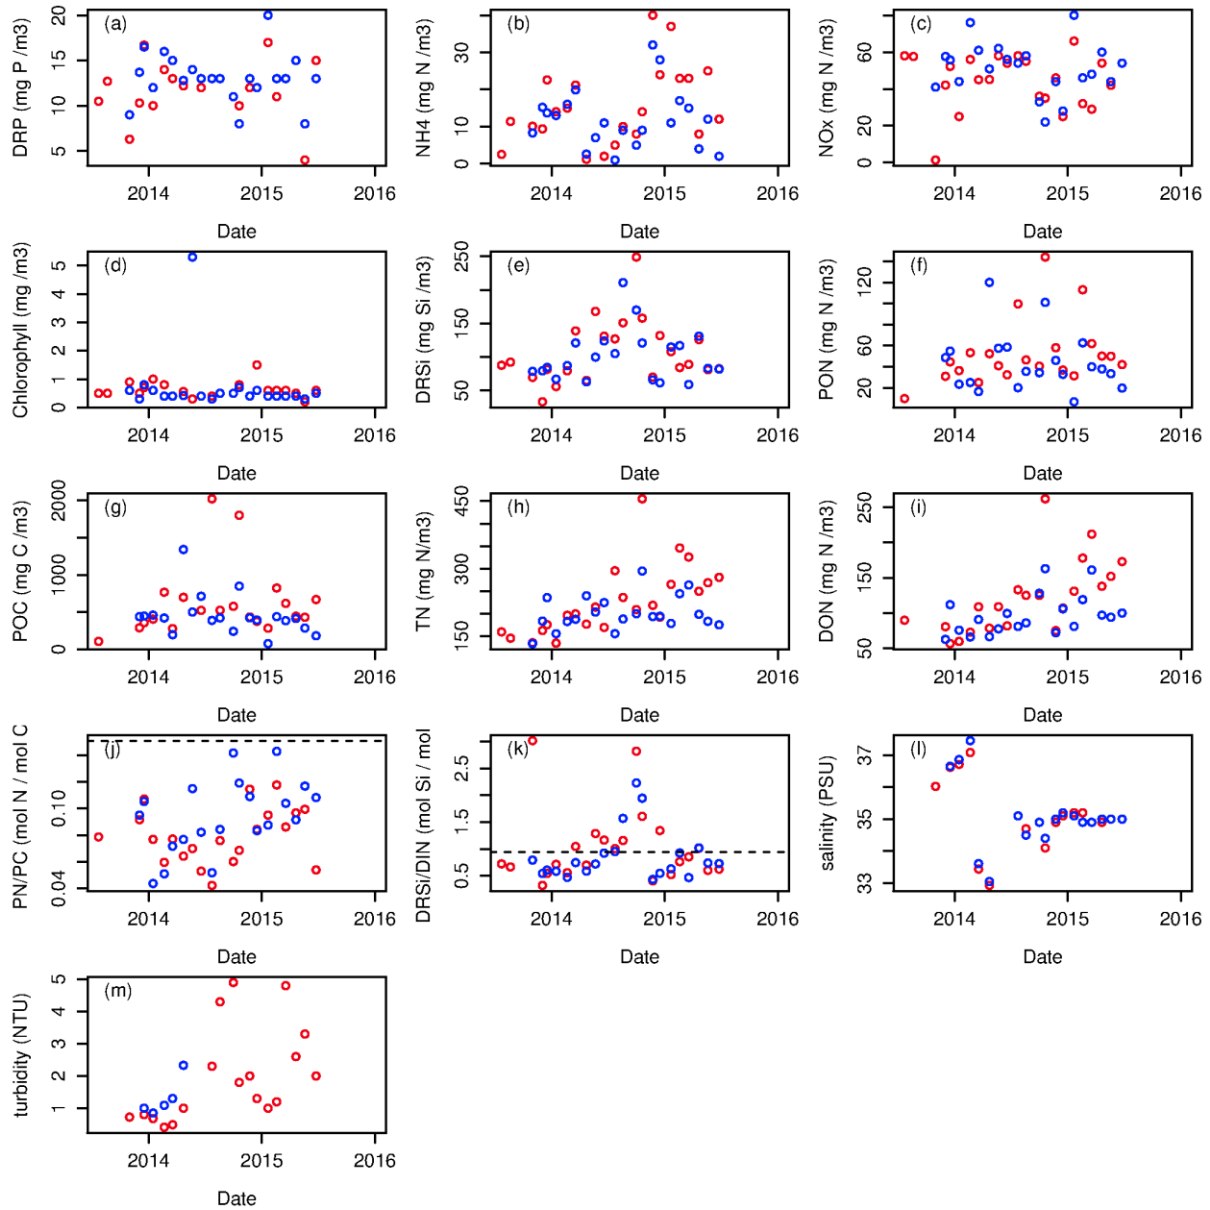 (a)
DRP (mg P /m3)
5 10 15 20
2014 2015 2016
Date
(b)
NH4 (mg N /m3)
0 10 30
2014 2015 2016
Date
(c)
NOx (mg N /m3)
0 20 60
2014 2015 2016
Date
(d)
Chlorophyll (mg /m3)
0 1 2 3 4 5
2014 2015 2016
Date
(e)
DRSi (mg Si /m3)
50 150 250
2014 2015 2016
Date
(f)
PON (mg N /m3)
20 60 120
2014 2015 2016
Date
(g)
POC (mg C /m3)
0 1000 2000
2014 2015 2016
Date
(h)
TN (mg N/m3)
150 300 450
2014 2015 2016
Date
(i)
DON (mg N /m3)
50 150 250
2014 2015 2016
Date
(j)
PN/PC (mol N / mol C
0.04 0.10
2014 2015 2016
Date
(k)
DRSi/DIN (mol Si / mol
0.5 1.5 2.5
2014 2015 2016
Date
(l)
salinity (PSU)
33 35 37
2014 2015 2016
Date
(m)
turbidity (NTU)
1 2 3 4 5
2014 2015 2016
Date